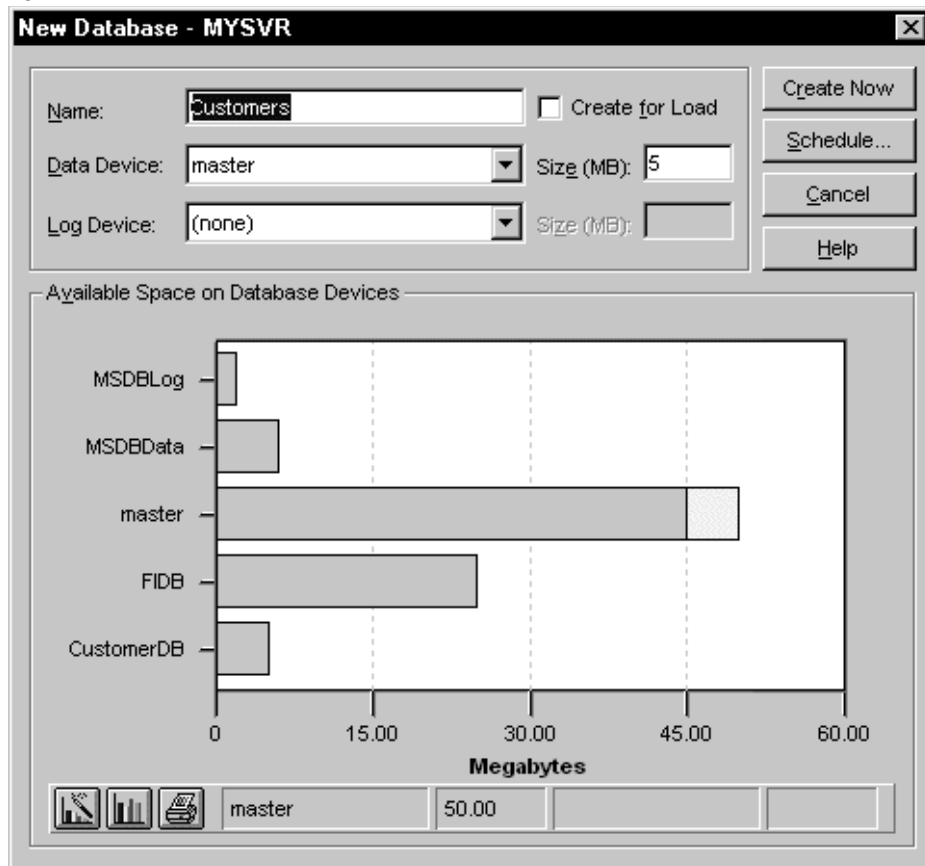 New Database - MYSVR
Name: Customers Create for Load Create Now
Data Device: master Size (MB): 5 Schedule...
Log Device: (none) Size (MB): Cancel
Help
Available Space on Database Devices
MSDBLog
MSDBData
master
FIDB
CustomerDB
0 15.00 30.00 45.00 60.00
Megabytes
master 50.00